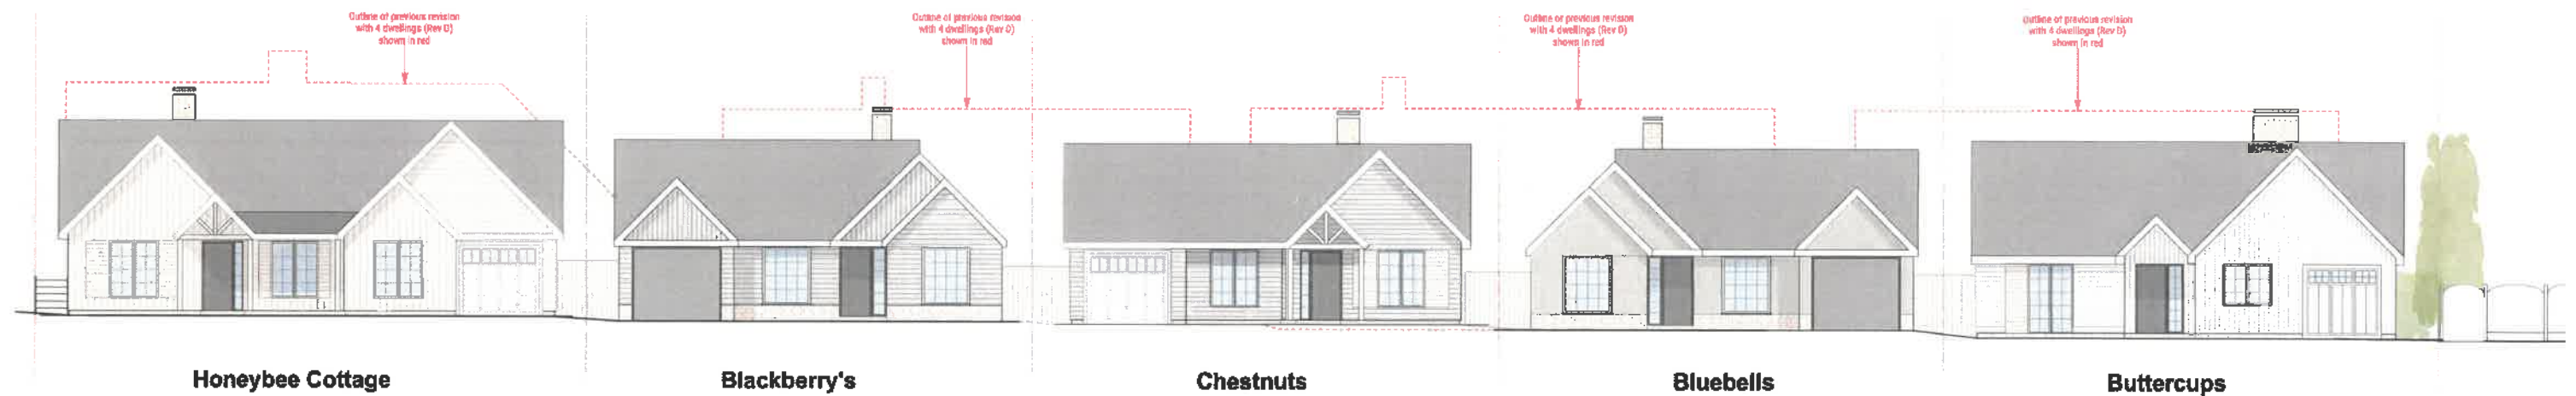 Outline of previous revision
with 4 dwellings (Rev D)
shown in red
Outline of previous revision
with 4 dwellings (Rev D)
shown in red
Outline of previous revision
with 4 dwellings (Rev D)
shown in red
Outline of previous revision
with 4 dwellings (Rev D)
shown in red
Honeybee Cottage
Blackberry's
Chestnuts
Bluebells
Buttercups